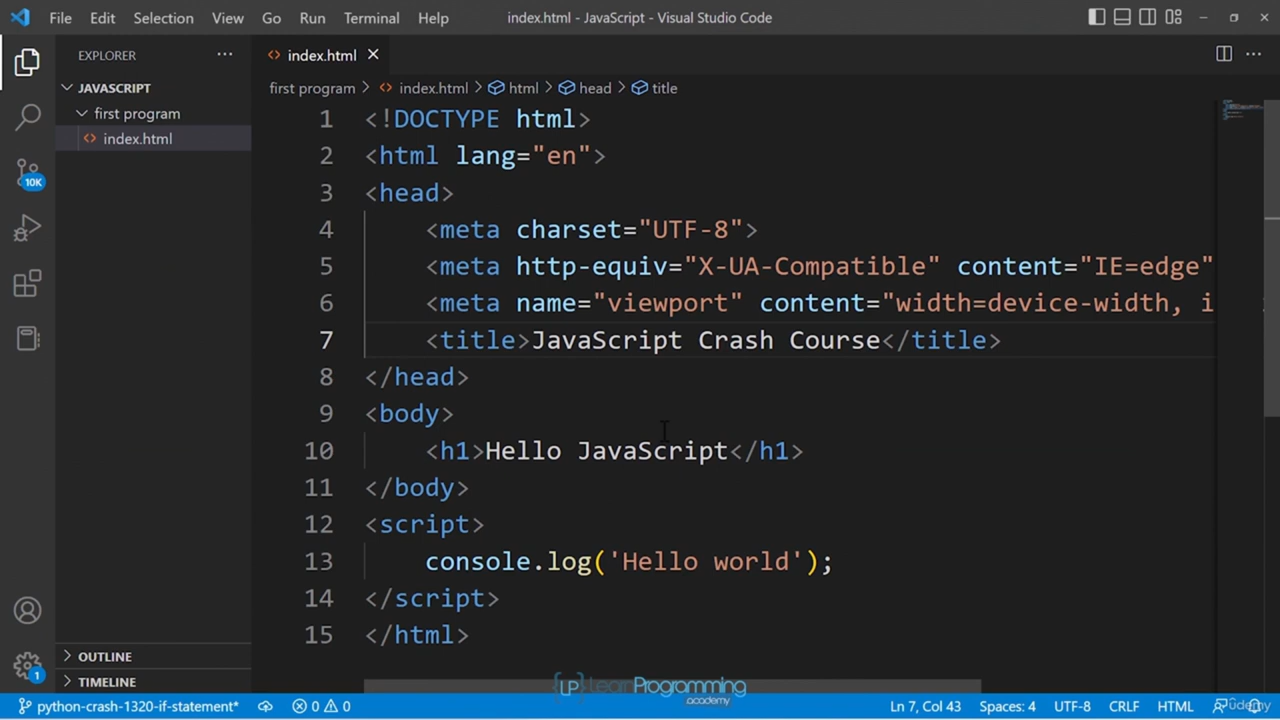 File Edit Selection View Go Run Terminal Help index.html - JavaScript - Visual Studio Code
EXPLORER
JAVASCRIPT
first program
index.html
10K
1
OUTLINE
TIMELINE
index.html
first program > index.html > html > head > title
1 <!DOCTYPE html>
2 <html lang="en">
3 <head>
4 <meta charset="UTF-8">
5 <meta http-equiv="X-UA-Compatible" content="IE=edge"
6 <meta name="viewport" content="width=device-width, i
7 <title>JavaScript Crash Course</title>
8 </head>
9 <body>
10 <h1>Hello JavaScript</h1>
11 </body>
12 <script>
13 console.log('Hello world');
14 </script>
15 </html>
LP LearnProgramming
.academy
python-crash-1320-if-statement* 0 0 Ln 7, Col 43 Spaces: 4 UTF-8 CRLF HTML
udemy